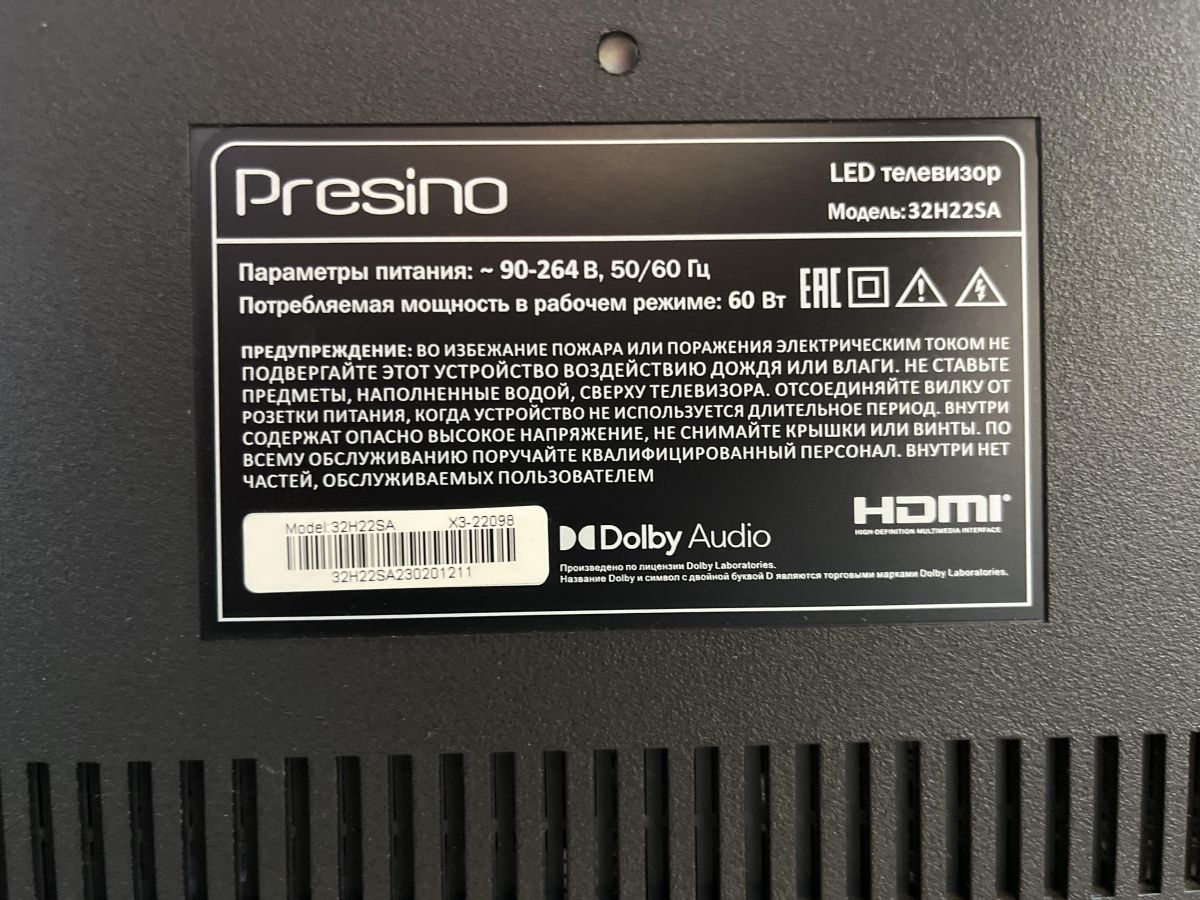 Presino
LED телевизор
Модель:32H22SA
Параметры питания: ~ 90-264 В, 50/60 Гц
Потребляемая мощность в рабочем режиме: 60 Вт
EAC
ПРЕДУПРЕЖДЕНИЕ: ВО ИЗБЕЖАНИЕ ПОЖАРА ИЛИ ПОРАЖЕНИЯ ЭЛЕКТРИЧЕСКИМ ТОКОМ НЕ
ПОДВЕРГАЙТЕ ЭТОТ УСТРОЙСТВО ВОЗДЕЙСТВИЮ ДОЖДЯ ИЛИ ВЛАГИ. НЕ СТАВЬТЕ
ПРЕДМЕТЫ, НАПОЛНЕННЫЕ ВОДОЙ, СВЕРХУ ТЕЛЕВИЗОРА. ОТСОЕДИНЯЙТЕ ВИЛКУ ОТ
РОЗЕТКИ ПИТАНИЯ, КОГДА УСТРОЙСТВО НЕ ИСПОЛЬЗУЕТСЯ ДЛИТЕЛЬНОЕ ПЕРИОД. ВНУТРИ
СОДЕРЖАТ ОПАСНО ВЫСОКОЕ НАПРЯЖЕНИЕ, НЕ СНИМАЙТЕ КРЫШКИ ИЛИ ВИНТЫ. ПО
ВСЕМУ ОБСЛУЖИВАНИЮ ПОРУЧАЙТЕ КВАЛИФИЦИРОВАННЫЙ ПЕРСОНАЛ. ВНУТРИ НЕТ
ЧАСТЕЙ, ОБСЛУЖИВАЕМЫХ ПОЛЬЗОВАТЕЛЕМ
Model:32H22SA X3-22098
32H22SA230201211
Dolby Audio
Произведено по лицензии Dolby Laboratories.
Название Dolby и символ с двойной буквой D являются торговыми марками Dolby Laboratories.
HDMI®
HIGH-DEFINITION MULTIMEDIA INTERFACE